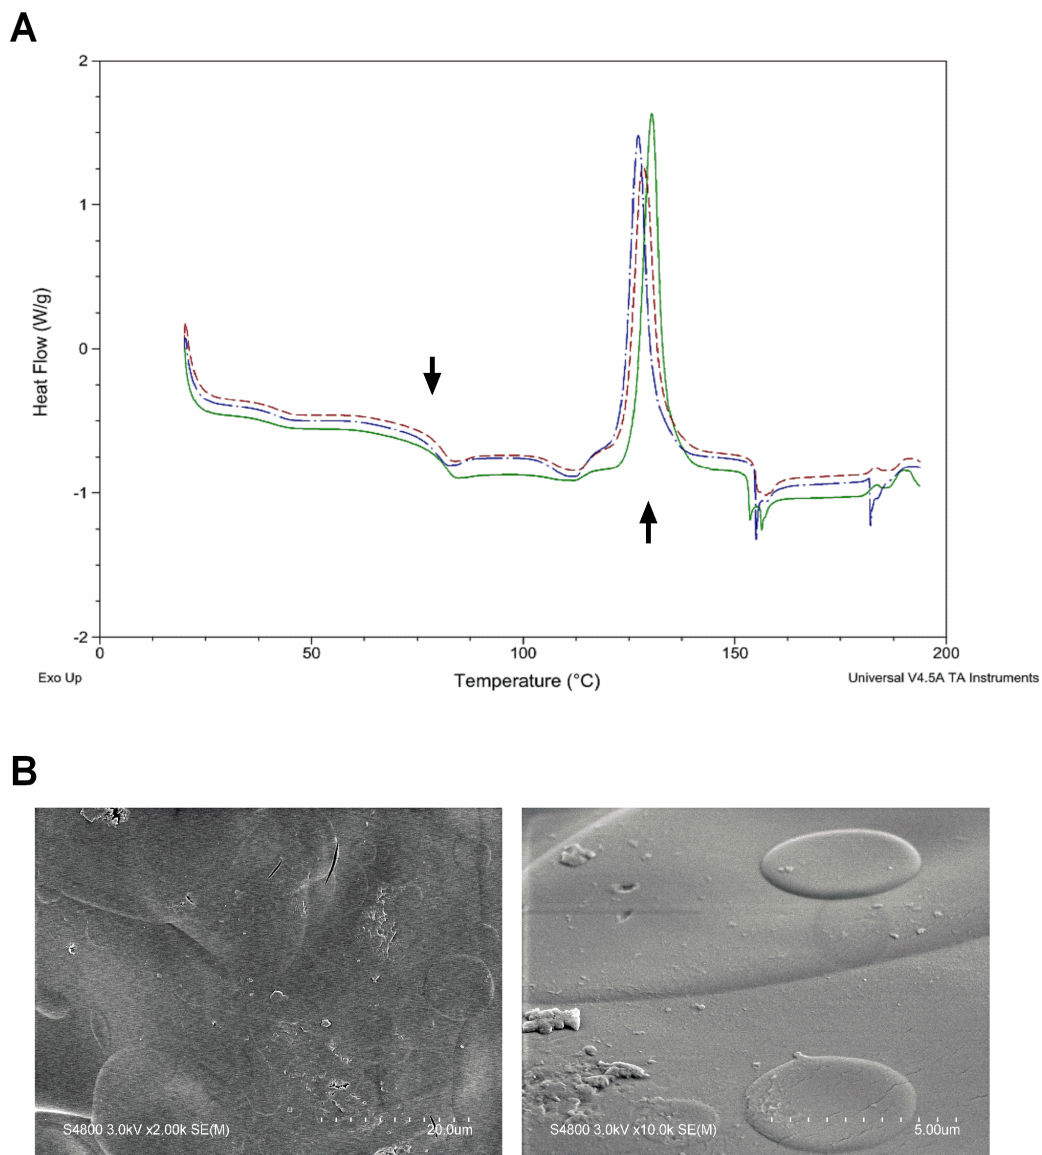 A
2
1
0
-1
-2
Heat Flow (W/g)
0 50 100 150 200
Exo Up
Temperature (°C)
Universal V4.5A TA Instruments
B
S4800 3.0kV x2.00k SE(M) 20.0um
S4800 3.0kV x10.0k SE(M) 5.00um